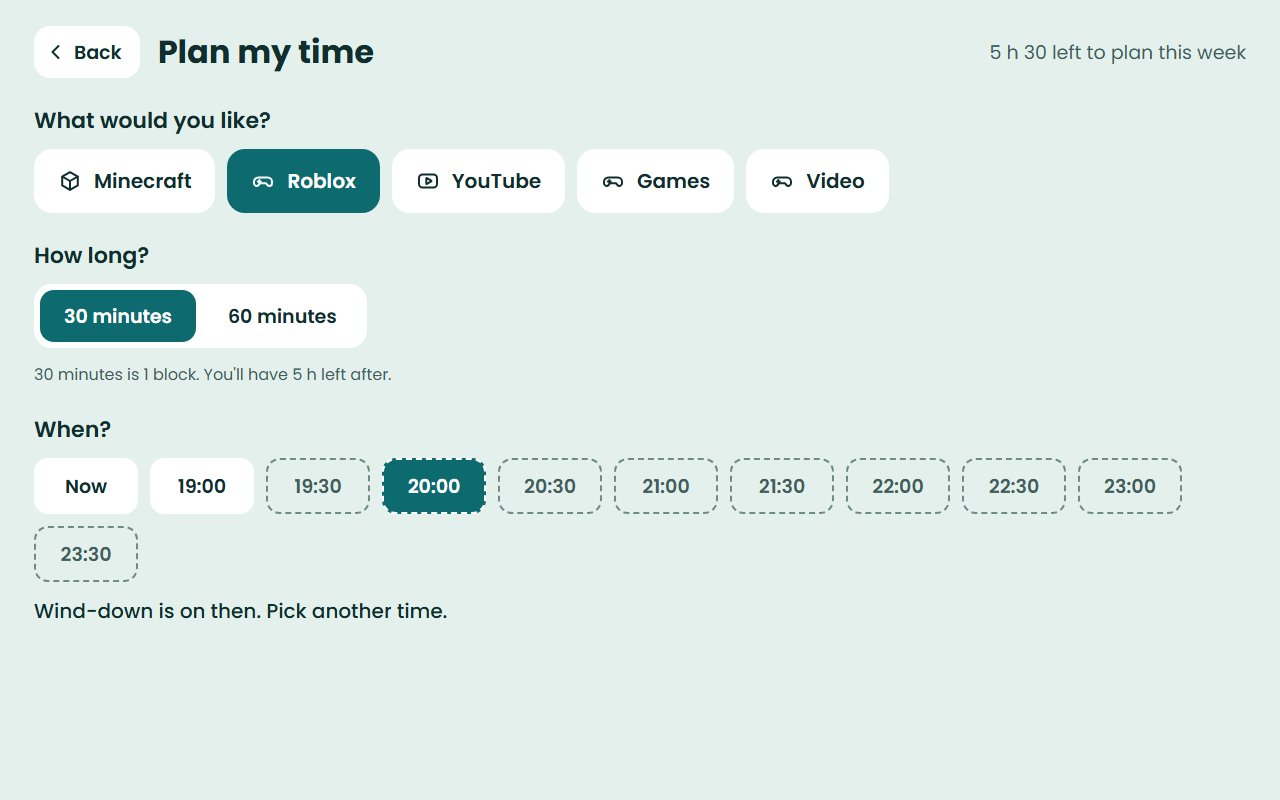 Back
Plan my time
5 h 30 left to plan this week
What would you like?
Minecraft
Roblox
YouTube
Games
Video
How long?
30 minutes
60 minutes
30 minutes is 1 block. You'll have 5 h left after.
When?
Now
19:00
19:30
20:00
20:30
21:00
21:30
22:00
22:30
23:00
23:30
Wind-down is on then. Pick another time.